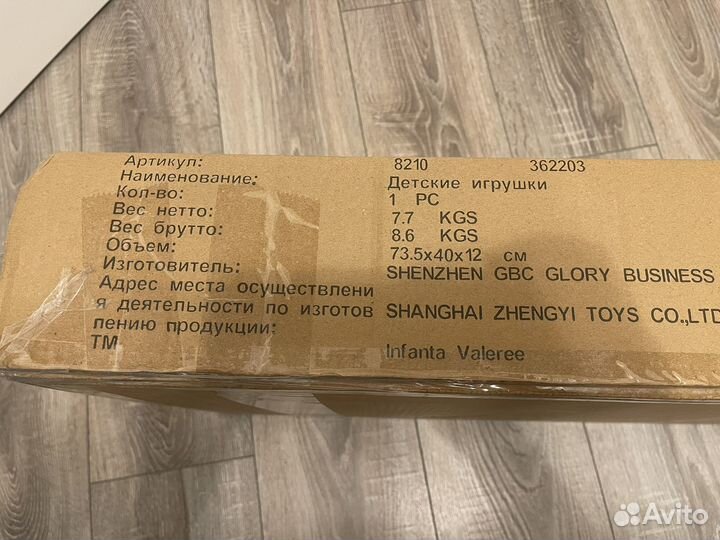 Артикул: 8210 362203
Наименование: Детские игрушки
Кол-во: 1 PC
Вес нетто: 7.7 KGS
Вес брутто: 8.6 KGS
Объем: 73.5x40x12 см
Изготовитель: SHENZHEN GBC GLORY BUSINESS
Адрес места осуществлени
я деятельности по изготов SHANGHAI ZHENGYI TOYS CO.,LTD
лению продукции:
ТМ Infanta Valeree
Avito